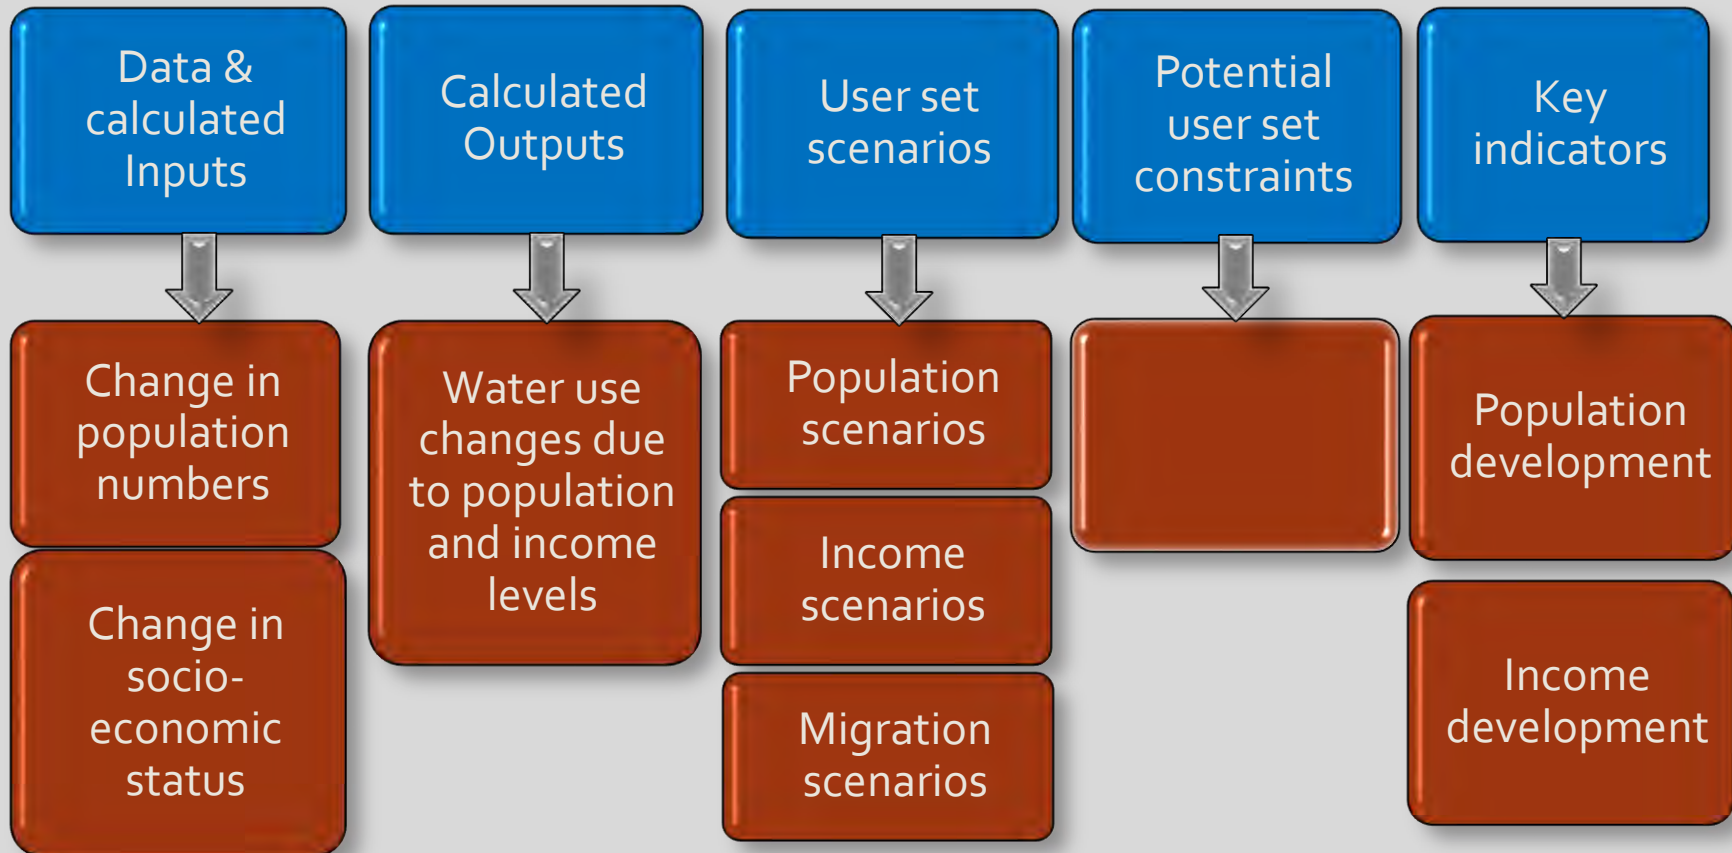 Data &
calculated
Inputs
Calculated
Outputs
User set
scenarios
Potential
user set
constraints
Key
indicators
Change in
population
numbers
Change in
socio-
economic
status
Water use
changes due
to population
and income
levels
Population
scenarios
Income
scenarios
Migration
scenarios
Population
development
Income
development